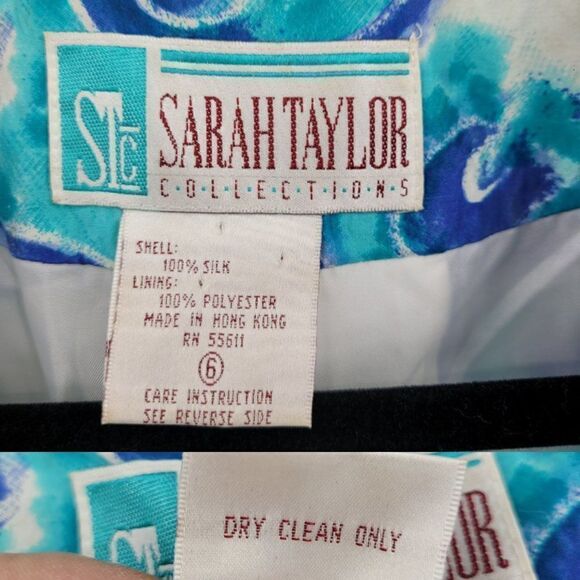 STC
SARAH TAYLOR
C·O·L·L·E·C·T·I·O·N·S
SHELL:
100% SILK
LINING:
100% POLYESTER
MADE IN HONG KONG
RN 55611
6
CARE INSTRUCTION
SEE REVERSE SIDE
DRY CLEAN ONLY